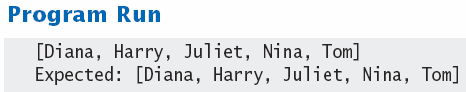 Program Run
[Diana, Harry, Juliet, Nina, Tom]
Expected: [Diana, Harry, Juliet, Nina, Tom]